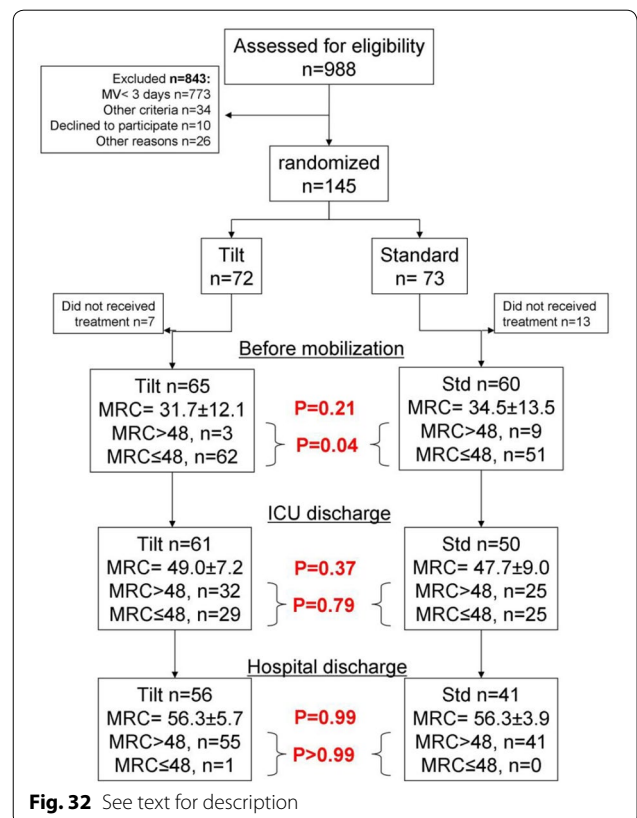 Assessed for eligibility
n=988
Excluded n=843:
MV< 3 days n=773
Other criteria n=34
Declined to participate n=10
Other reasons n=26
randomized
n=145
Tilt
n=72
Standard
n= 73
Did not received
treatment n=7
Did not received
treatment n=13
Before mobilization
Tilt n=65
MRC= 31.7±12.1
MRC>48, n=3
MRC≤48, n=62
P=0.21
P=0.04
Std n=60
MRC= 34.5±13.5
MRC>48, n=9
MRC≤48, n=51
ICU discharge
Tilt n=61
MRC= 49.0±7.2
MRC>48, n=32
MRC≤48, n=29
P=0.37
P=0.79
Std n=50
MRC= 47.7±9.0
MRC>48, n=25
MRC≤48, n=25
Hospital discharge
Tilt n=56
MRC= 56.3±5.7
MRC>48, n=55
MRC≤48, n=1
P=0.99
P>0.99
Std n=41
MRC= 56.3±3.9
MRC>48, n=41
MRC≤48, n=0
Fig. 32 See text for description